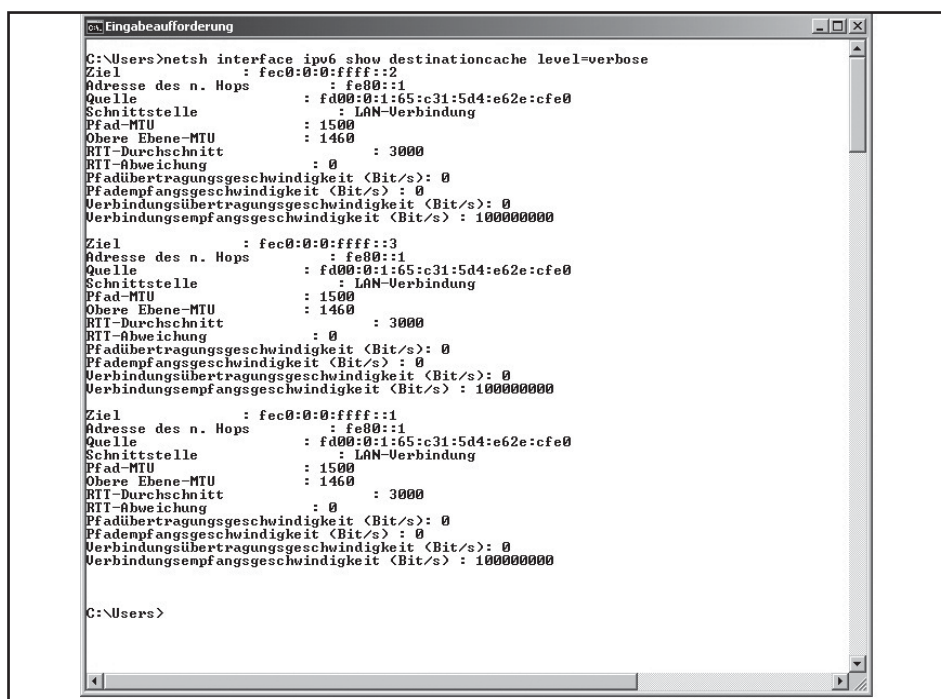 Eingabeaufforderung
C:\Users>netsh interface ipv6 show destinationcache level=verbose
Ziel : fec0:0:0:ffff::2
Adresse des n. Hops : fe80::1
Quelle : fd00:0:1:65:c31:5d4:e62e:cfe0
Schnittstelle : LAN-Verbindung
Pfad-MTU : 1500
Obere Ebene-MTU : 1460
RTT-Durchschnitt : 3000
RTT-Abweichung : 0
Pfadübertragungsgeschwindigkeit (Bit/s): 0
Pfadempfangsgeschwindigkeit (Bit/s) : 0
Verbindungsübertragungsgeschwindigkeit (Bit/s): 0
Verbindungsempfangsgeschwindigkeit (Bit/s) : 100000000
Ziel : fec0:0:0:ffff::3
Adresse des n. Hops : fe80::1
Quelle : fd00:0:1:65:c31:5d4:e62e:cfe0
Schnittstelle : LAN-Verbindung
Pfad-MTU : 1500
Obere Ebene-MTU : 1460
RTT-Durchschnitt : 3000
RTT-Abweichung : 0
Pfadübertragungsgeschwindigkeit (Bit/s): 0
Pfadempfangsgeschwindigkeit (Bit/s) : 0
Verbindungsübertragungsgeschwindigkeit (Bit/s): 0
Verbindungsempfangsgeschwindigkeit (Bit/s) : 100000000
Ziel : fec0:0:0:ffff::1
Adresse des n. Hops : fe80::1
Quelle : fd00:0:1:65:c31:5d4:e62e:cfe0
Schnittstelle : LAN-Verbindung
Pfad-MTU : 1500
Obere Ebene-MTU : 1460
RTT-Durchschnitt : 3000
RTT-Abweichung : 0
Pfadübertragungsgeschwindigkeit (Bit/s): 0
Pfadempfangsgeschwindigkeit (Bit/s) : 0
Verbindungsübertragungsgeschwindigkeit (Bit/s): 0
Verbindungsempfangsgeschwindigkeit (Bit/s) : 100000000
C:\Users>